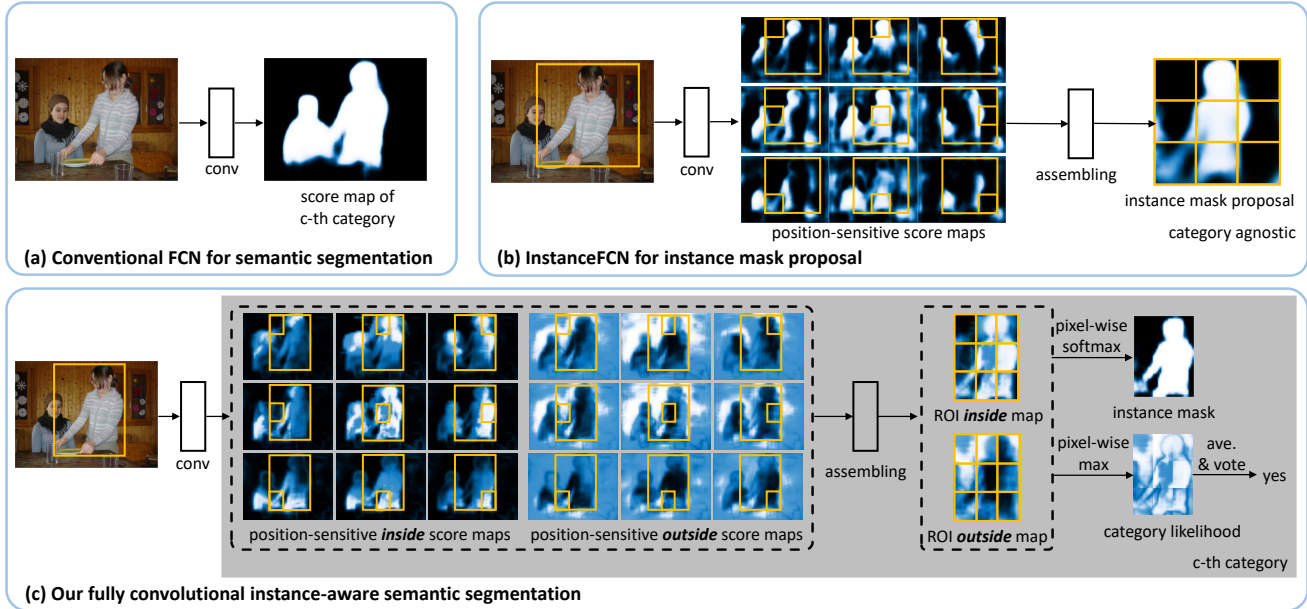 conv
score map of
c-th category
(a) Conventional FCN for semantic segmentation
conv
position-sensitive score maps
assembling
instance mask proposal
category agnostic
(b) InstanceFCN for instance mask proposal
conv
position-sensitive inside score maps
position-sensitive outside score maps
assembling
ROI inside map
ROI outside map
pixel-wise
softmax
instance mask
pixel-wise
max
ave.
& vote
yes
category likelihood
c-th category
(c) Our fully convolutional instance-aware semantic segmentation